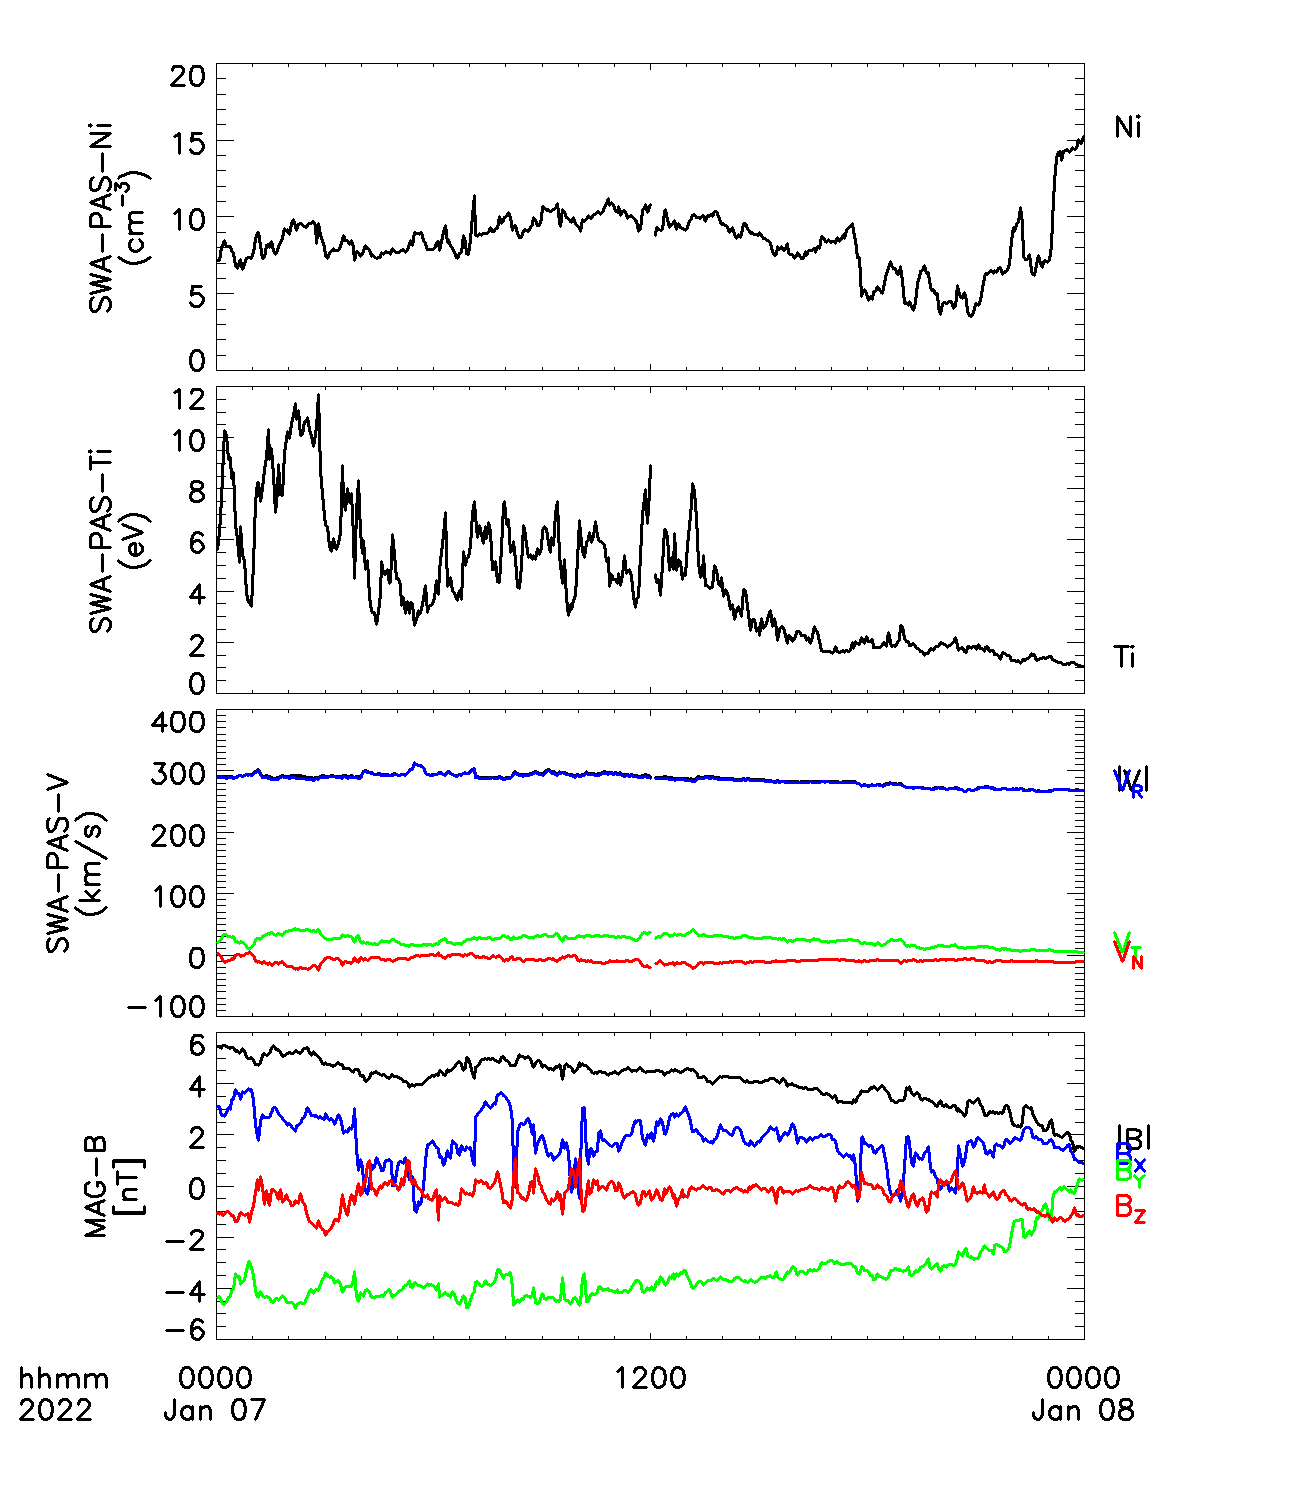 20
15
10
5
0
SWA-PAS-Ni
(cm-3)
Ni
12
10
8
6
4
2
0
SWA-PAS-Ti
(eV)
Ti
400
300
200
100
0
-100
SWA-PAS-V
(km/s)
|V|
VR
VT
VN
6
4
2
0
-2
-4
-6
MAG-B
[nT]
|B|
BX
BY
BZ
hhmm 0000 1200 0000
2022 Jan 07 Jan 08